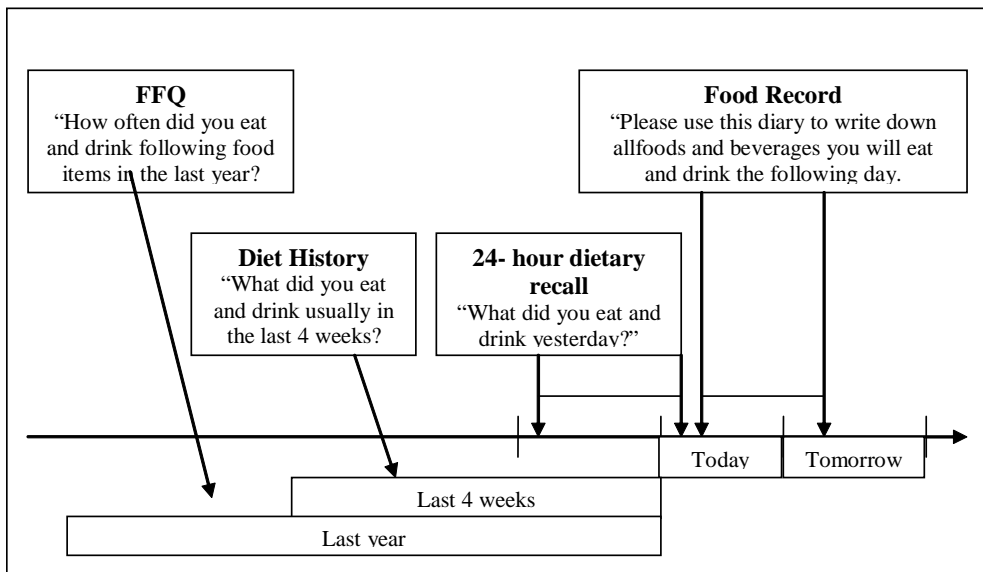 FFQ
“How often did you eat
and drink following food
items in the last year?
Food Record
“Please use this diary to write down
allfoods and beverages you will eat
and drink the following day.
Diet History
“What did you eat
and drink usually in
the last 4 weeks?
24- hour dietary
recall
“What did you eat and
drink yesterday?”
Today
Tomorrow
Last 4 weeks
Last year